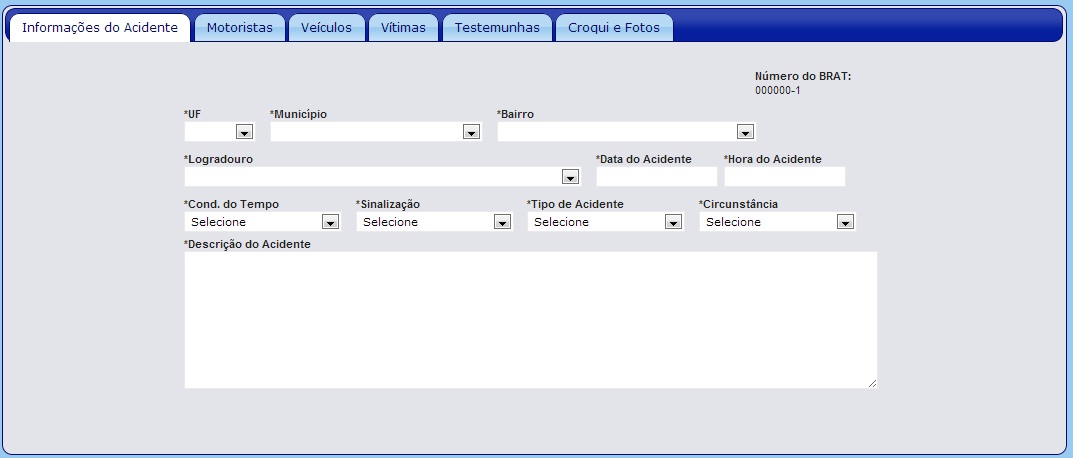 Informações do Acidente Motoristas Veículos Vítimas Testemunhas Croqui e Fotos
Número do BRAT:
000000-1
*UF *Município *Bairro
*Logradouro *Data do Acidente *Hora do Acidente
*Cond. do Tempo *Sinalização *Tipo de Acidente *Circunstância
Selecione Selecione Selecione Selecione
*Descrição do Acidente